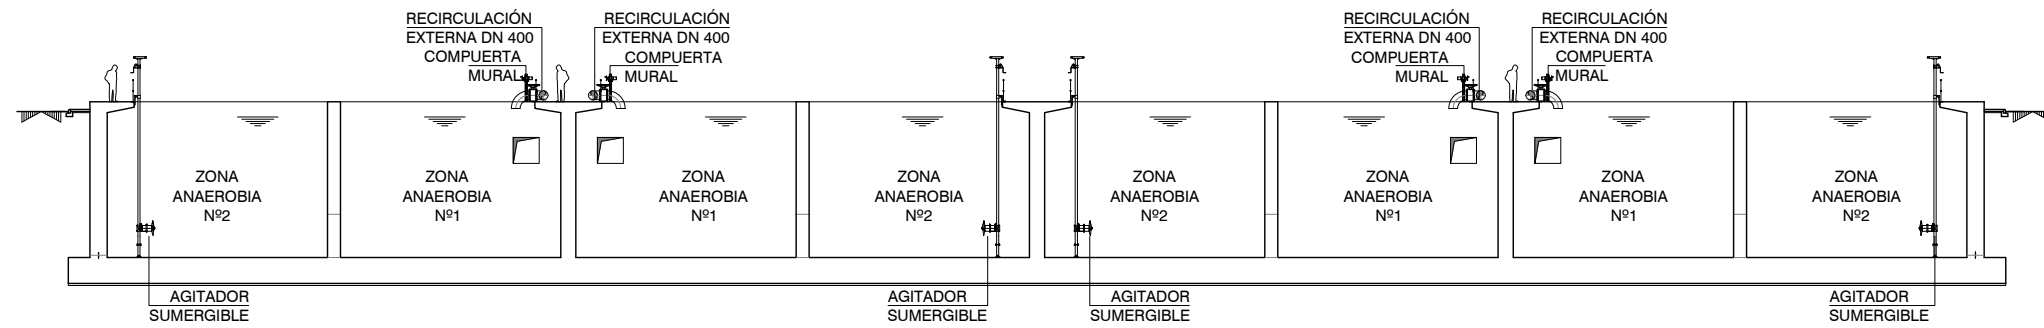 RECIRCULACIÓN
EXTERNA DN 400
COMPUERTA
MURAL
RECIRCULACIÓN
EXTERNA DN 400
COMPUERTA
MURAL
RECIRCULACIÓN
EXTERNA DN 400
COMPUERTA
MURAL
RECIRCULACIÓN
EXTERNA DN 400
COMPUERTA
MURAL
ZONA
ANAEROBIA
Nº2
ZONA
ANAEROBIA
Nº1
ZONA
ANAEROBIA
Nº1
ZONA
ANAEROBIA
Nº2
ZONA
ANAEROBIA
Nº2
ZONA
ANAEROBIA
Nº1
ZONA
ANAEROBIA
Nº1
ZONA
ANAEROBIA
Nº2
AGITADOR
SUMERGIBLE
AGITADOR
SUMERGIBLE
AGITADOR
SUMERGIBLE
AGITADOR
SUMERGIBLE